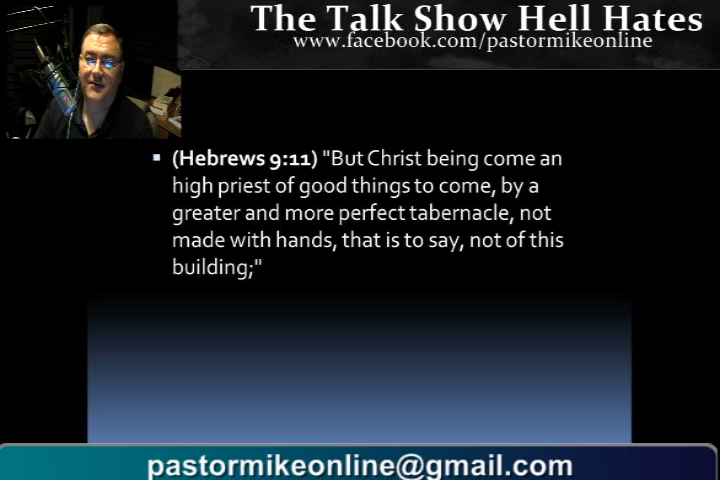 The Talk Show Hell Hates
www.facebook.com/pastormikeonline
▪ (Hebrews 9:11) "But Christ being come an
high priest of good things to come, by a
greater and more perfect tabernacle, not
made with hands, that is to say, not of this
building;"
pastormikeonline@gmail.com